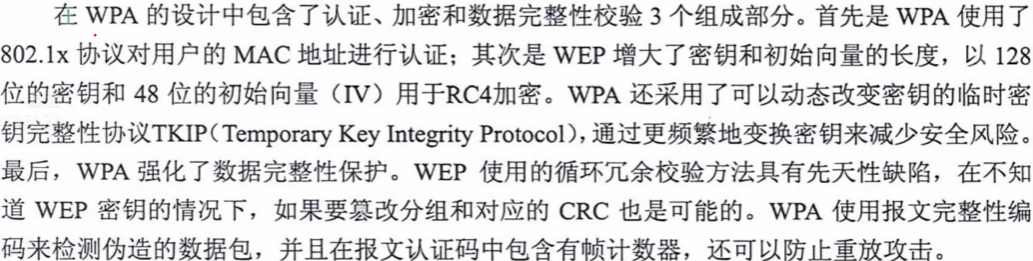 在 WPA 的设计中包含了认证、加密和数据完整性校验 3 个组成部分。首先是 WPA 使用了
802.1x 协议对用户的 MAC 地址进行认证；其次是 WEP 增大了密钥和初始向量的长度，以 128
位的密钥和 48 位的初始向量（IV）用于RC4加密。WPA 还采用了可以动态改变密钥的临时密
钥完整性协议TKIP（Temporary Key Integrity Protocol），通过更频繁地变换密钥来减少安全风险。
最后，WPA 强化了数据完整性保护。WEP 使用的循环冗余校验方法具有先天性缺陷，在不知
道 WEP 密钥的情况下，如果要篡改分组和对应的 CRC 也是可能的。WPA 使用报文完整性编
码来检测伪造的数据包，并且在报文认证码中包含有帧计数器，还可以防止重放攻击。